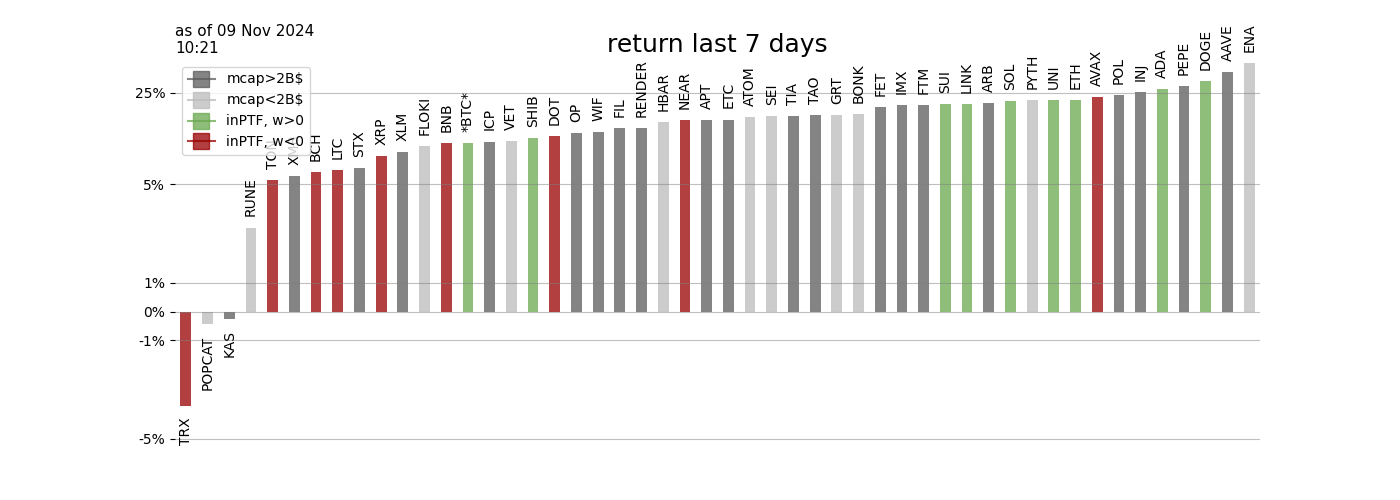 as of 09 Nov 2024
10:21
return last 7 days
mcap>2B$
mcap<2B$
inPTF, w>0
inPTF, w<0
25%
5%
1%
0%
-1%
-5%
TRX
POPCAT
KAS
RUNE
TON
XMR
BCH
LTC
STX
XRP
XLM
FLOKI
BNB
*BTC*
ICP
VET
SHIB
DOT
OP
WIF
FIL
RENDER
HBAR
NEAR
APT
ETC
ATOM
SEI
TIA
TAO
GRT
BONK
FET
IMX
FTM
SUI
LINK
ARB
SOL
PYTH
UNI
ETH
AVAX
POL
INJ
ADA
PEPE
DOGE
AAVE
ENA